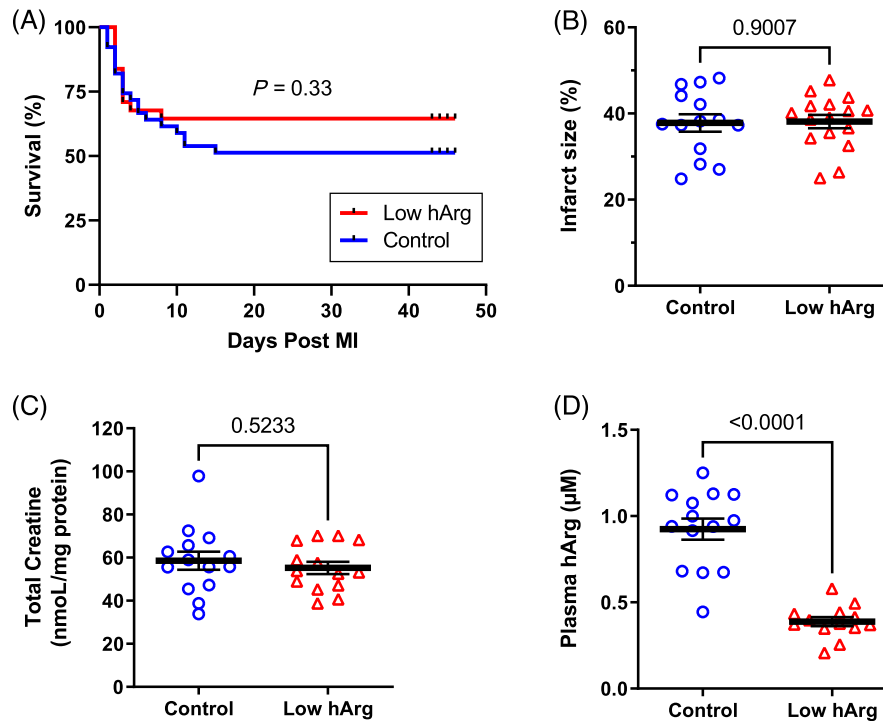 (A)
100
75
50
25
0
Survival (%)
P = 0.33
Low hArg
Control
0 10 20 30 40 50
Days Post MI
(B)
0.9007
60
40
20
0
Infarct size (%)
Control Low hArg
(C)
0.5233
120
100
80
60
40
20
0
Total Creatine
(nmoL/mg protein)
Control Low hArg
(D)
<0.0001
1.5
1.0
0.5
0.0
Plasma hArg (μM)
Control Low hArg